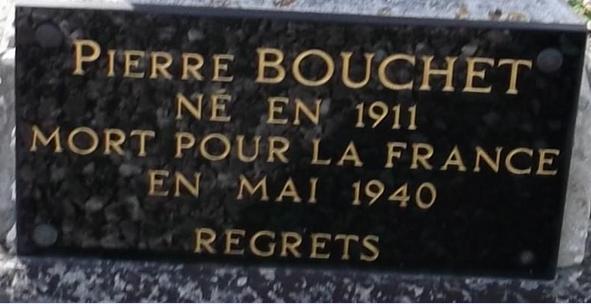 Pierre BOUCHET
NÉ EN 1911
MORT POUR LA FRANCE
EN MAI 1940
REGRETS